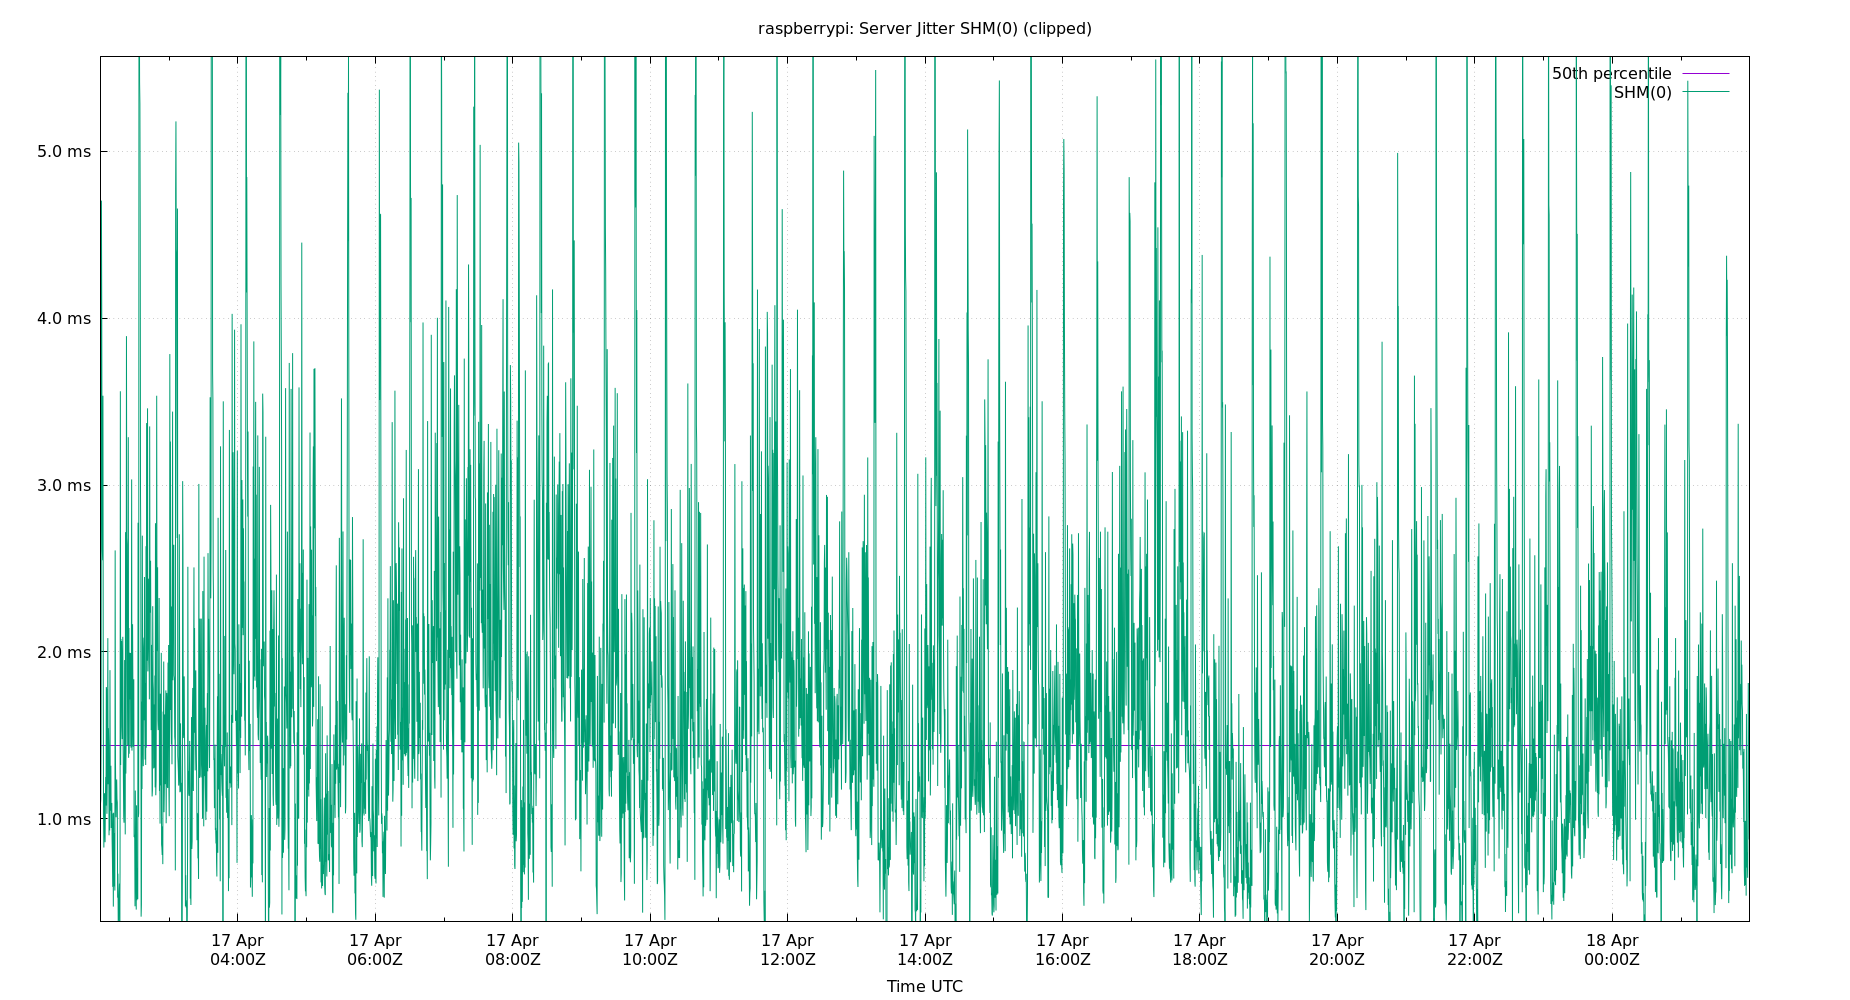 raspberrypi: Server Jitter SHM(0) (clipped)
50th percentile
SHM(0)
5.0 ms
4.0 ms
3.0 ms
2.0 ms
1.0 ms
17 Apr 17 Apr 17 Apr 17 Apr 17 Apr 17 Apr 17 Apr 17 Apr 17 Apr 17 Apr 18 Apr
04:00Z 06:00Z 08:00Z 10:00Z 12:00Z 14:00Z 16:00Z 18:00Z 20:00Z 22:00Z 00:00Z
Time UTC